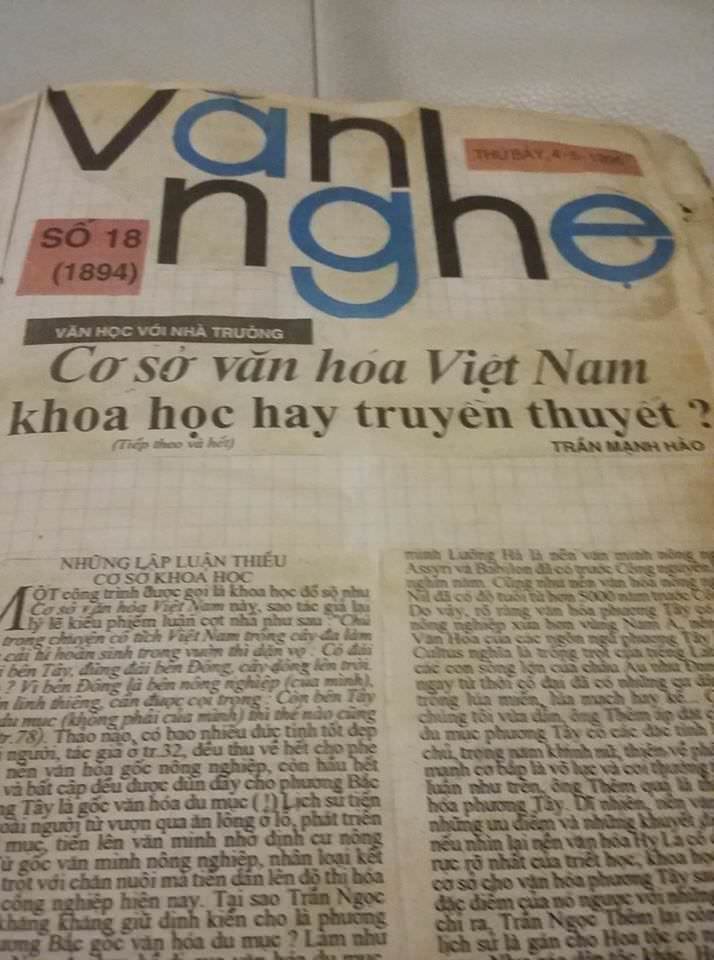 văn
nghệ
THỨ BẢY, 4-5-1996
SỐ 18
(1894)
VĂN HỌC VỚI NHÀ TRƯỜNG
Cơ sở văn hóa Việt Nam
khoa học hay truyền thuyết ?
(Tiếp theo và hết)
TRẦN MẠNH HẢO
NHỮNG LẬP LUẬN THIẾU
CƠ SỞ KHOA HỌC
MỘT công trình được gọi là khoa học đồ sộ như
Cơ sở văn hóa Việt Nam này, sao tác giả lại
lý lẽ kiểu phiếm luận cợt nhả như sau : "Chú
trong chuyện cổ tích Việt Nam trồng cây đa làm
cải tử hoàn sinh trong vườn thì dặn vợ : Có đái
bên Tây, đừng đái bên Đông, cây dông lên trời.
? Vì bên Đông là bên nông nghiệp (của mình),
linh thiêng, cần được coi trọng . Còn bên Tây
du mục (không phải của mình) thì thế nào cũng
tr.78). Thảo nào, có bao nhiêu đức tính tốt đẹp
người, tác giả ở tr.32, đều thu về hết cho phe
nền văn hóa gốc nông nghiệp, còn hầu hết
và bất cập đều được đùn đẩy cho phương Bắc
Tây là gốc văn hóa du mục (!) Lịch sử tiến
loài người từ vượn qua ăn lông ở lỗ, phát triển
mục, tiến lên văn minh nhờ định cư nông
từ gốc văn minh nông nghiệp, nhân loại kết
trọt với chăn nuôi mà tiến dần lên đô thị hóa
công nghiệp hiện nay. Tại sao Trần Ngọc
khăng khăng giữ định kiến cho là phương
phương Bắc gốc văn hóa du mục ? Làm như
minh Lưỡng Hà là nền văn minh nông
Assyri và Babilon đã có trước Công nguyên
nghìn năm. Cũng như nền văn hóa nông
đã có độ tuổi từ hơn 5000 năm trước
Do vậy, rõ ràng văn hóa phương Tây có
nông nghiệp xưa hơn vùng Nam Á,
Văn Hóa của các ngôn ngữ phương Tây
Cultus nghĩa là trồng trọt của tiếng
các con sông lớn của châu Âu như
ngay từ thời cổ đại đã có những cư dân
trồng lúa miến, lúa mạch hay kê..
chúng tôi vừa dẫn, ông Thêm áp đặt
du mục phương Tây có các đặc tính
chủ, trọng nam khinh nữ, thiên về
mạnh cơ bắp là võ lực và coi thường
luận như trên, ông Thêm quả là
hóa phương Tây. Dĩ nhiên, nền văn
những ưu điểm và những khuyết
nếu nhìn lại nền văn hóa Hy Lạ cổ
rực rỡ nhất của triết học, khoa học
cơ sở cho văn hóa phương Tây sau
đặc điểm của nó ngược với những
chỉ ra. Trần Ngọc Thêm lại còn
lịch sử là gán cho Hoa tộc có